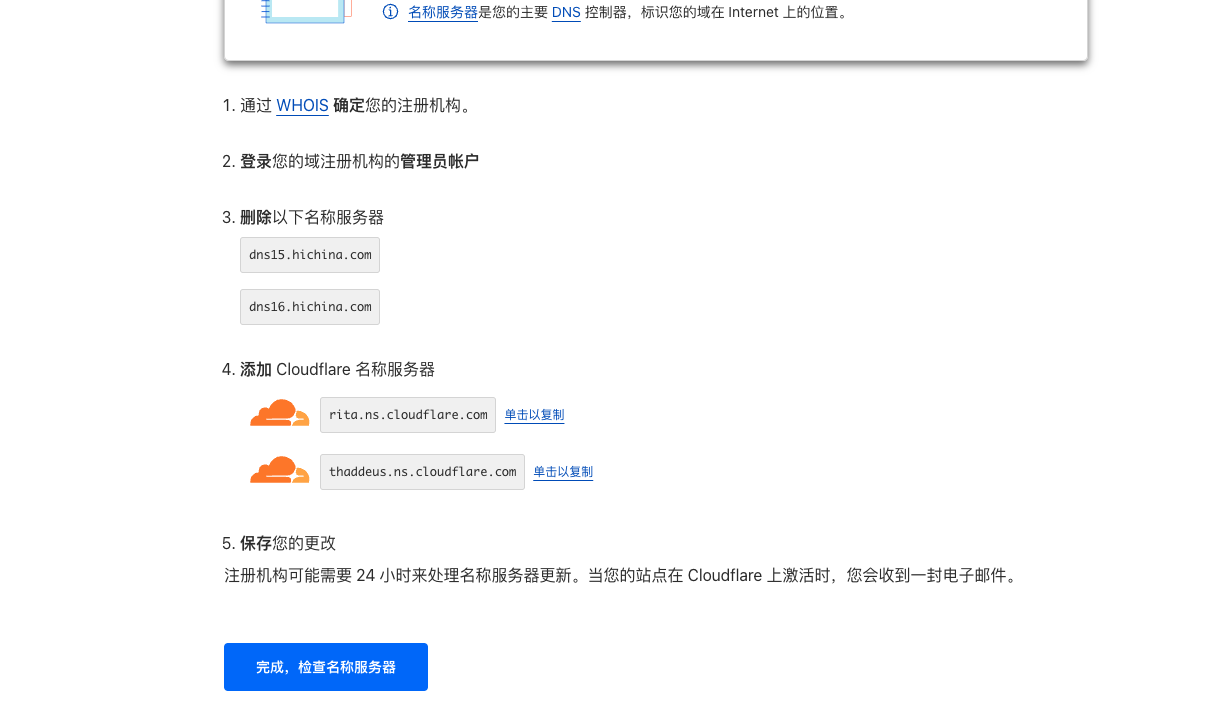 名称服务器是您的主要 DNS 控制器，标识您的域在 Internet 上的位置。
1. 通过 WHOIS 确定您的注册机构。
2. 登录您的域注册机构的管理员帐户
3. 删除以下名称服务器
dns15.hichina.com
dns16.hichina.com
4. 添加 Cloudflare 名称服务器
rita.ns.cloudflare.com 单击以复制
thaddeus.ns.cloudflare.com 单击以复制
5. 保存您的更改
注册机构可能需要 24 小时来处理名称服务器更新。当您的站点在 Cloudflare 上激活时，您会收到一封电子邮件。
完成，检查名称服务器